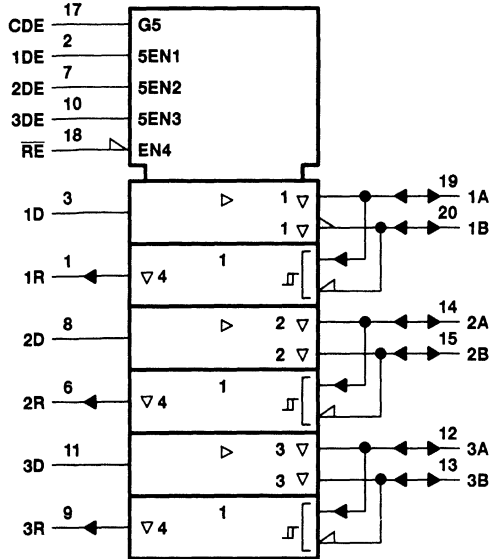 CDE 17 G5
1DE 2 5EN1
2DE 7 5EN2
3DE 10 5EN3
RE 18 EN4
1D 3 1 19 1A
1 20 1B
1R 1 4 1
2D 8 2 14 2A
2 15 2B
2R 6 4 1
3D 11 3 12 3A
3 13 3B
3R 9 4 1